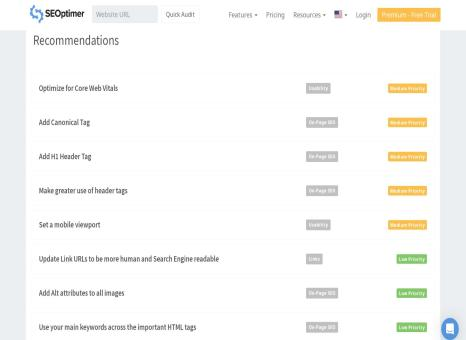 SEOptimer
Website URL
Quick Audit
Features
Pricing
Resources
Login
Premium - Free Trial
Recommendations
Optimize for Core Web Vitals
Usability
Medium Priority
Add Canonical Tag
On-Page SEO
Medium Priority
Add H1 Header Tag
On-Page SEO
Medium Priority
Make greater use of header tags
On-Page SEO
Medium Priority
Set a mobile viewport
Usability
Medium Priority
Update Link URLs to be more human and Search Engine readable
Links
Low Priority
Add Alt attributes to all images
On-Page SEO
Low Priority
Use your main keywords across the important HTML tags
On-Page SEO
Low Priority